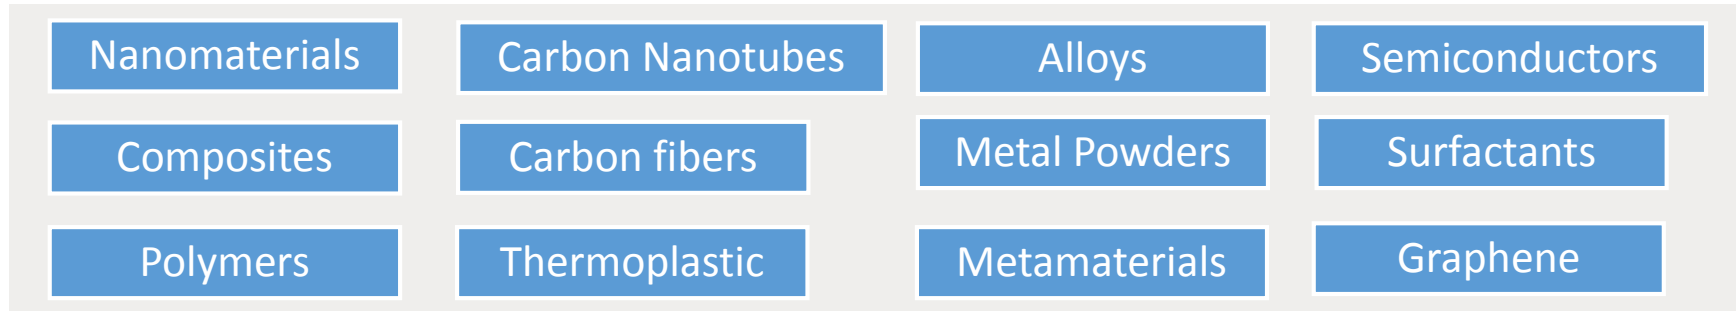 Nanomaterials
Carbon Nanotubes
Alloys
Semiconductors
Composites
Carbon fibers
Metal Powders
Surfactants
Polymers
Thermoplastic
Metamaterials
Graphene